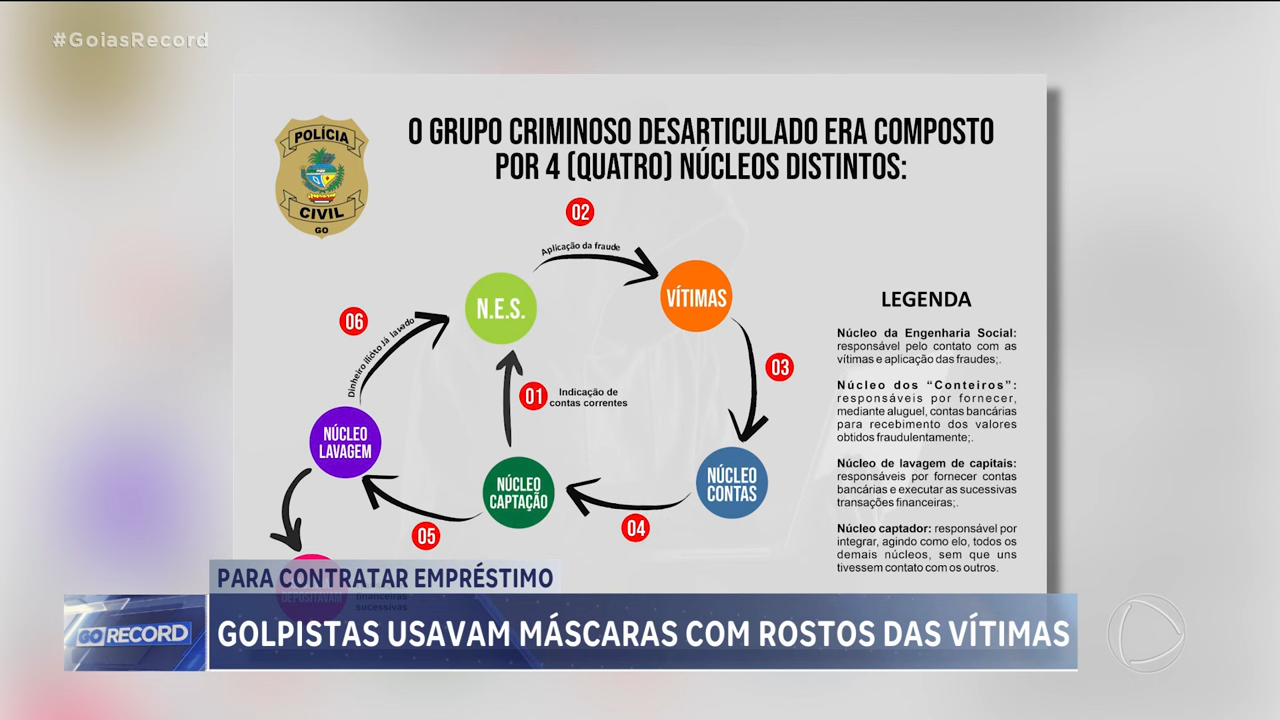 #GoiasRecord
POLÍCIA
CIVIL
GO
O GRUPO CRIMINOSO DESARTICULADO ERA COMPOSTO
POR 4 (QUATRO) NÚCLEOS DISTINTOS:
02
Aplicação da fraude
N.E.S.
VÍTIMAS
06
Dinheiro Ilícito Já lavado
03
01
Indicação de
contas correntes
NÚCLEO
LAVAGEM
NÚCLEO
CAPTAÇÃO
NÚCLEO
CONTAS
05
04
LEGENDA
Núcleo da Engenharia Social:
responsável pelo contato com as
vítimas e aplicação das fraudes;.
Núcleo dos “Conteiros”:
responsáveis por fornecer,
mediante aluguel, contas bancárias
para recebimento dos valores
obtidos fraudulentamente;.
Núcleo de lavagem de capitais:
responsáveis por fornecer contas
bancárias e executar as sucessivas
transações financeiras;.
Núcleo captador: responsável por
integrar, agindo como elo, todos os
demais núcleos, sem que uns
tivessem contato com os outros.
DEPOSITAVAM
financeiras
sucessivas
PARA CONTRATAR EMPRÉSTIMO
GO RECORD
GOLPISTAS USAVAM MÁSCARAS COM ROSTOS DAS VÍTIMAS